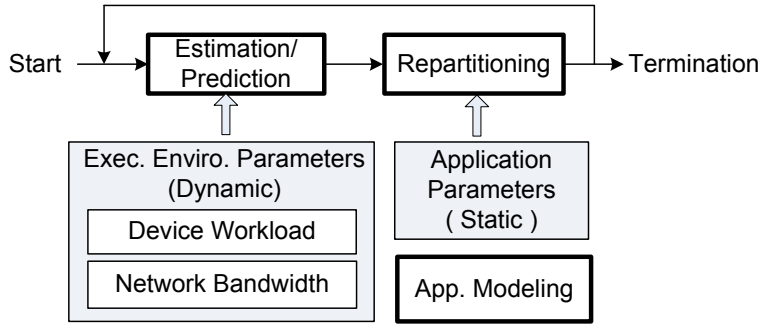 Start
Estimation/
Prediction
Repartitioning
Termination
Exec. Enviro. Parameters
(Dynamic)
Device Workload
Network Bandwidth
Application
Parameters
( Static )
App. Modeling